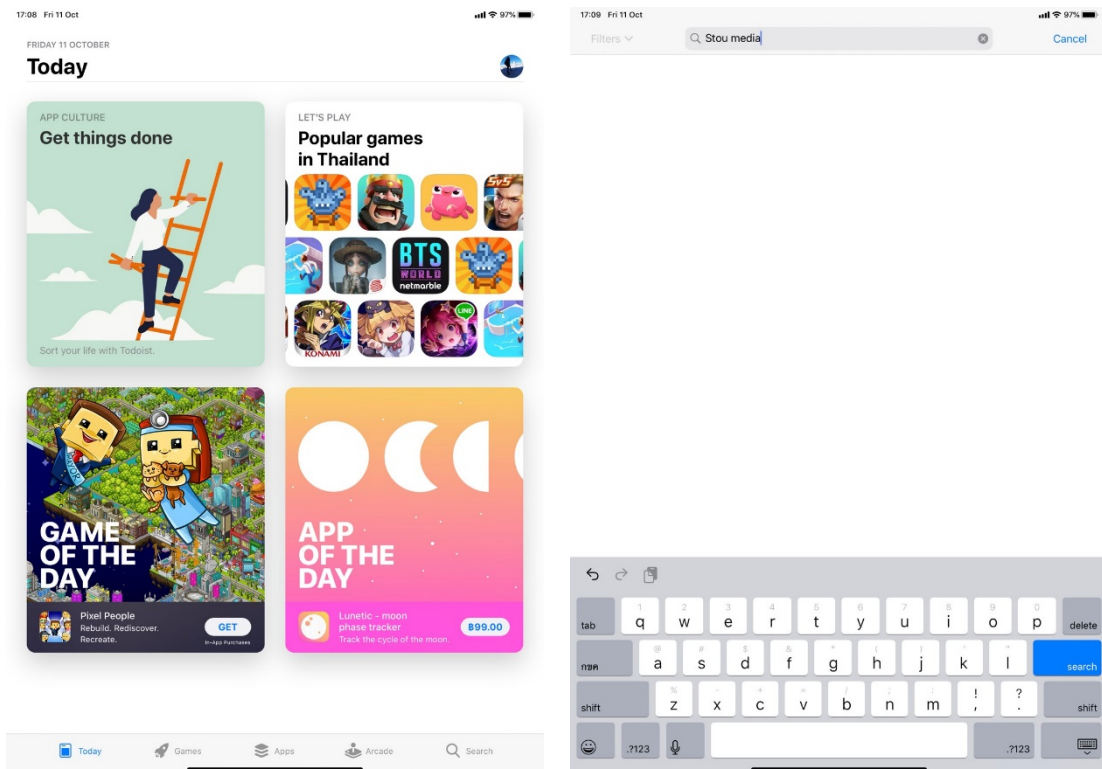 17:08 Fri 11 Oct
97%
FRIDAY 11 OCTOBER
Today
APP CULTURE
Get things done
Sort your life with Todoist.
LET'S PLAY
Popular games
in Thailand
5v5
BTS
WORLD
netmarble
KONAMI
LINE
GAME
OF THE
DAY
Pixel People
Rebuild. Rediscover.
Recreate.
GET
In-App Purchases
APP
OF THE
DAY
Lunetic - moon
phase tracker
Track the cycle of the moon.
฿99.00
Today Games Apps Arcade Search
17:09 Fri 11 Oct
97%
Filters Stou media Cancel
1 2 3 4 5 6 7 8 9 0
tab q w e r t y u i o p delete
@ # $ & * ( ) ' "
กขค a s d f g h j k l search
% - + = / ; : ! ?
shift z x c v b n m , . shift
.?123 .?123